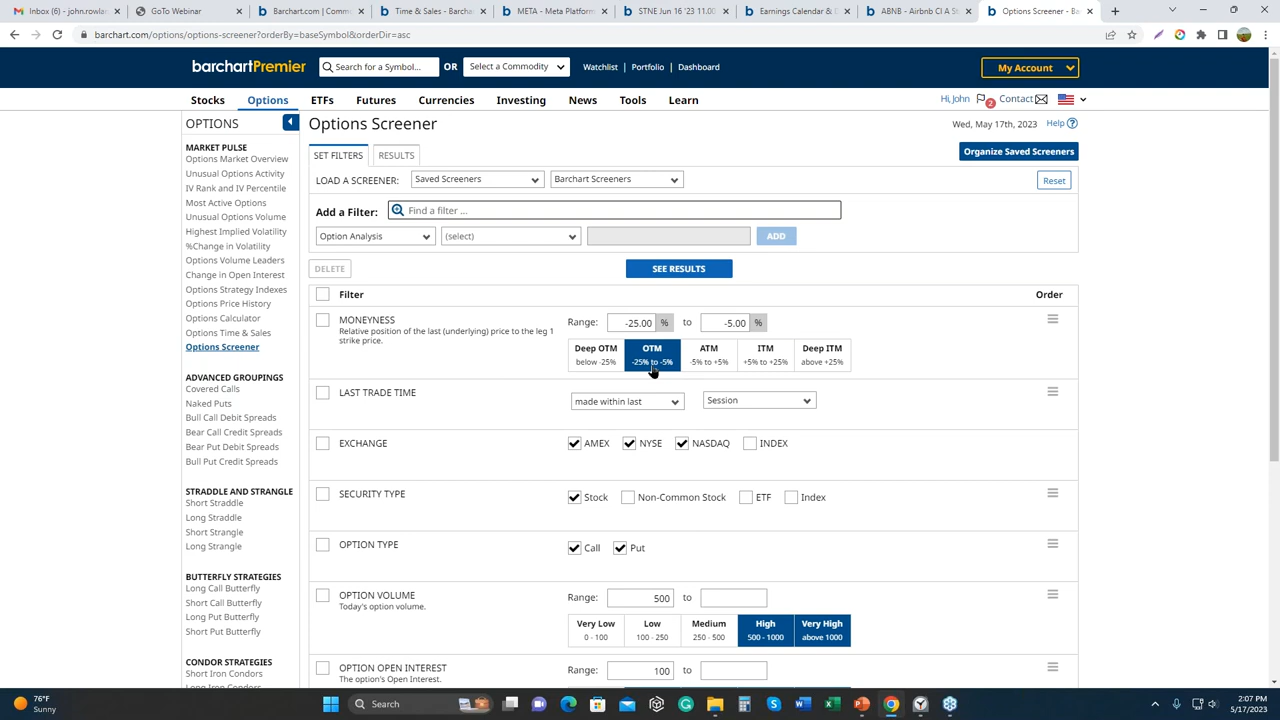 Inbox (6) - john.rowlan
GoTo Webinar
Barchart.com | Comm
Time & Sales - Barchar
META - Meta Platform
STNE Jun 16 '23 11.00
Earnings Calendar & E
ABNB - Airbnb Cl A St
Options Screener - Bar
barchart.com/options/options-screener?orderBy=baseSymbol&orderDir=asc
barchartPremier
Search for a Symbol...
OR
Select a Commodity
Watchlist
Portfolio
Dashboard
My Account
Stocks
Options
ETFs
Futures
Currencies
Investing
News
Tools
Learn
Hi, John
2
Contact
OPTIONS
MARKET PULSE
Options Market Overview
Unusual Options Activity
IV Rank and IV Percentile
Most Active Options
Unusual Options Volume
Highest Implied Volatility
%Change in Volatility
Options Volume Leaders
Change in Open Interest
Options Strategy Indexes
Options Price History
Options Calculator
Options Time & Sales
Options Screener
ADVANCED GROUPINGS
Covered Calls
Naked Puts
Bull Call Debit Spreads
Bear Call Credit Spreads
Bear Put Debit Spreads
Bull Put Credit Spreads
STRADDLE AND STRANGLE
Short Straddle
Long Straddle
Short Strangle
Long Strangle
BUTTERFLY STRATEGIES
Long Call Butterfly
Short Call Butterfly
Long Put Butterfly
Short Put Butterfly
CONDOR STRATEGIES
Short Iron Condors
Long Iron Condors
Options Screener
Wed, May 17th, 2023
Help
SET FILTERS
RESULTS
Organize Saved Screeners
LOAD A SCREENER:
Saved Screeners
Barchart Screeners
Reset
Add a Filter:
Find a filter ...
Option Analysis
(select)
ADD
DELETE
SEE RESULTS
Filter
Order
MONEYNESS
Relative position of the last (underlying) price to the leg 1
strike price.
Range: -25.00 % to -5.00 %
Deep OTM
below -25%
OTM
-25% to -5%
ATM
-5% to +5%
ITM
+5% to +25%
Deep ITM
above +25%
LAST TRADE TIME
made within last
Session
EXCHANGE
AMEX
NYSE
NASDAQ
INDEX
SECURITY TYPE
Stock
Non-Common Stock
ETF
Index
OPTION TYPE
Call
Put
OPTION VOLUME
Today's option volume.
Range: 500 to
Very Low
0 - 100
Low
100 - 250
Medium
250 - 500
High
500 - 1000
Very High
above 1000
OPTION OPEN INTEREST
The option's Open Interest.
Range: 100 to
76°F
Sunny
Search
2:07 PM
5/17/2023